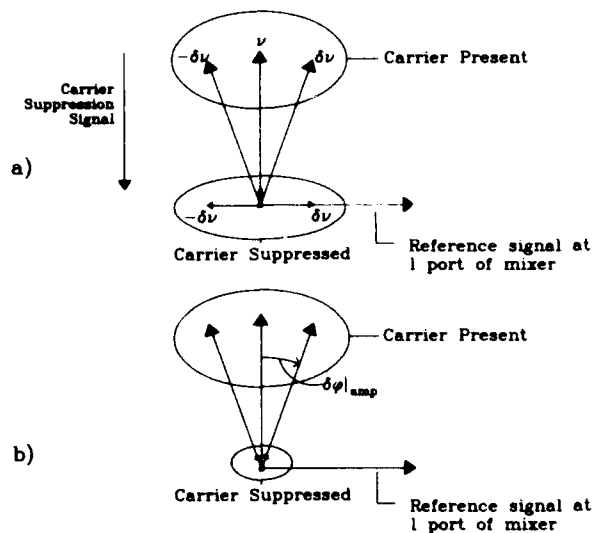 −δν
ν
δν
Carrier Present
Carrier
Suppression
Signal
a)
−δν
δν
Carrier Suppressed
Reference signal at
l port of mixer
Carrier Present
δφ|amp
b)
Carrier Suppressed
Reference signal at
l port of mixer